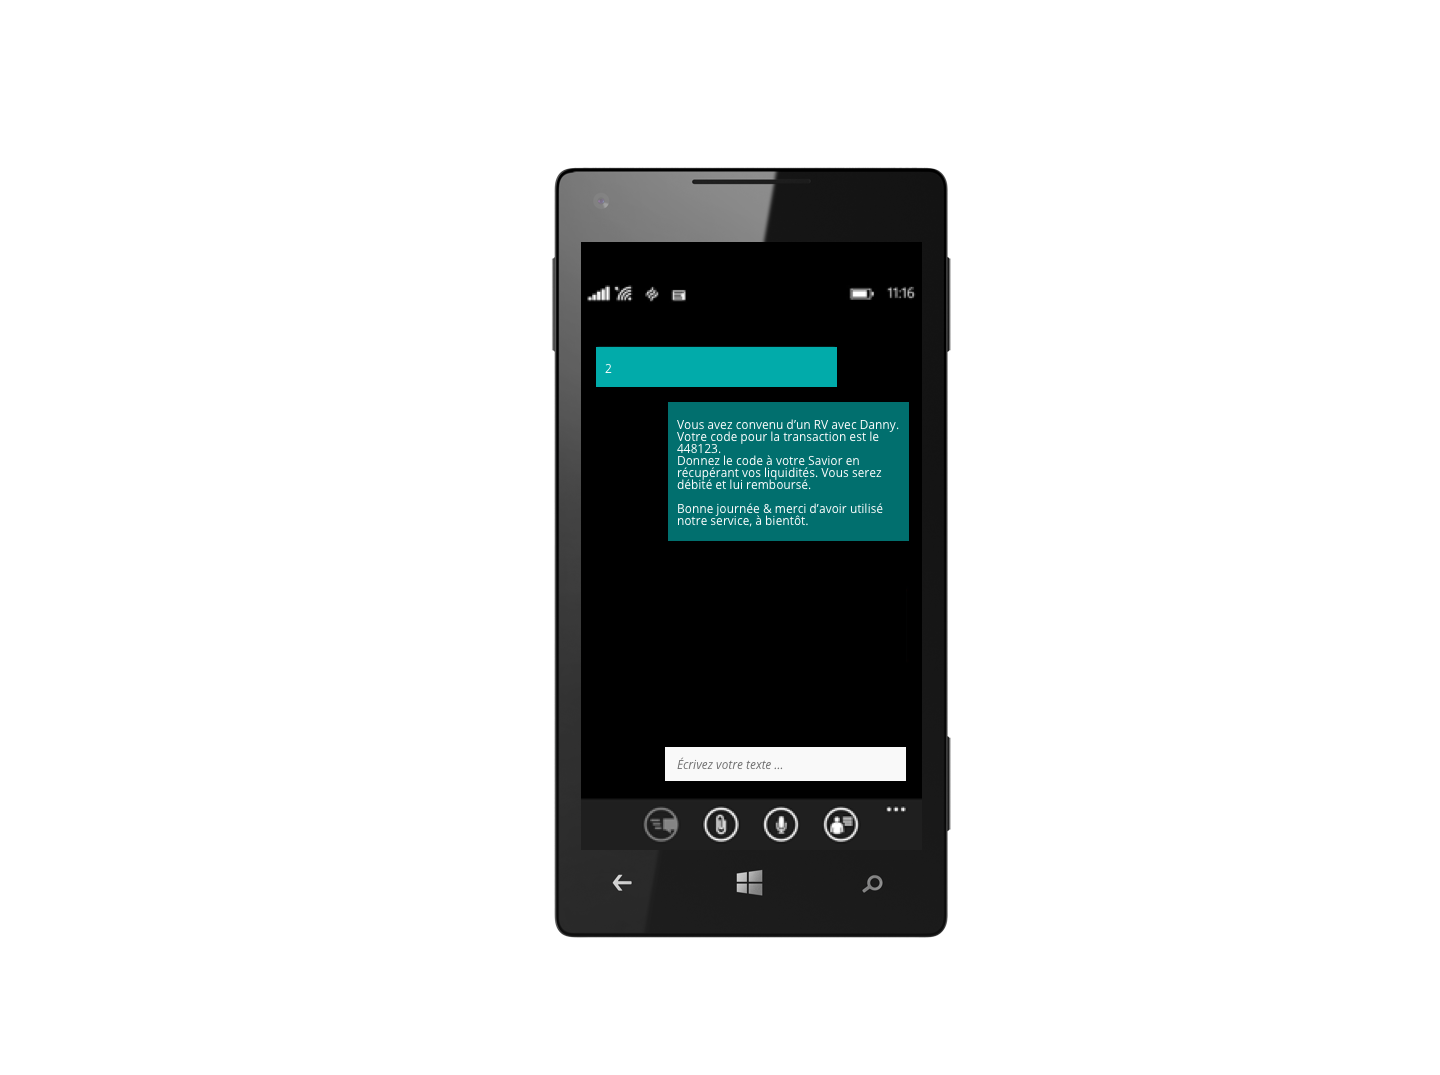 11:16
2
Vous avez convenu d’un RV avec Danny.
Votre code pour la transaction est le
448123.
Donnez le code à votre Savior en
récupérant vos liquidités. Vous serez
débité et lui remboursé.
Bonne journée & merci d’avoir utilisé
notre service, à bientôt.
Écrivez votre texte ...